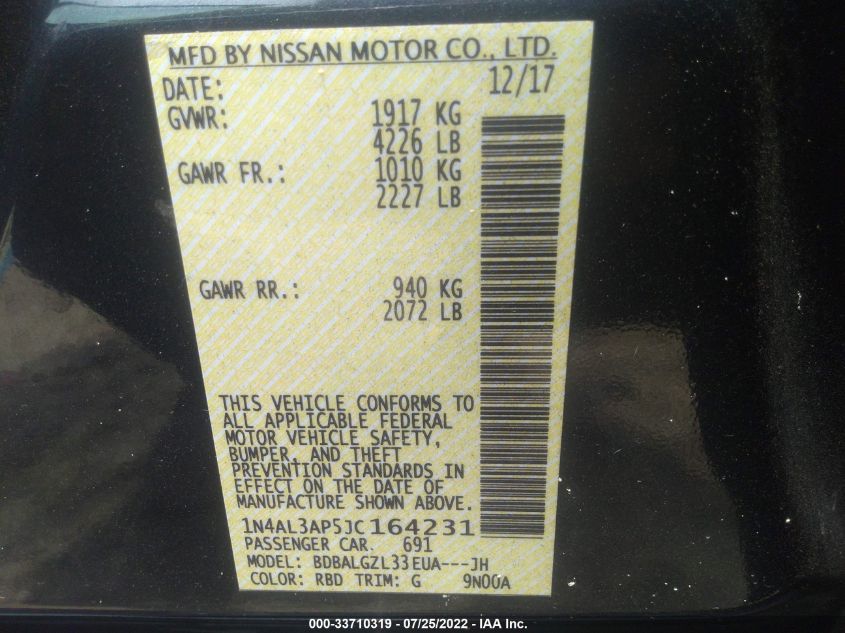 MFD BY NISSAN MOTOR CO., LTD.
DATE: 12/17
GVWR: 1917 KG
4226 LB
GAWR FR.: 1010 KG
2227 LB
GAWR RR.: 940 KG
2072 LB
THIS VEHICLE CONFORMS TO
ALL APPLICABLE FEDERAL
MOTOR VEHICLE SAFETY,
BUMPER, AND THEFT
PREVENTION STANDARDS IN
EFFECT ON THE DATE OF
MANUFACTURE SHOWN ABOVE.
1N4AL3AP5JC164231
PASSENGER CAR. 691
MODEL: BDBALGZL33EUA---JH
COLOR: RBD TRIM: G 9N00A
000-33710319 - 07/25/2022 - IAA Inc.